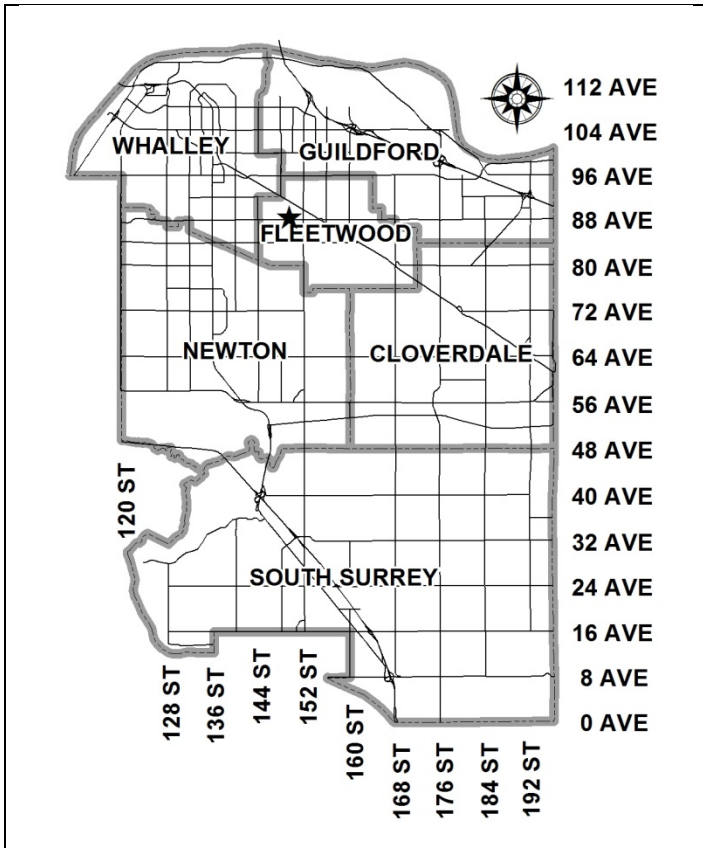 112 AVE
104 AVE
WHALLEY
GUILDFORD
96 AVE
88 AVE
FLEETWOOD
80 AVE
72 AVE
NEWTON
CLOVERDALE
64 AVE
56 AVE
48 AVE
120 ST
40 AVE
32 AVE
SOUTH SURREY
24 AVE
16 AVE
128 ST
136 ST
144 ST
152 ST
160 ST
8 AVE
0 AVE
168 ST
176 ST
184 ST
192 ST